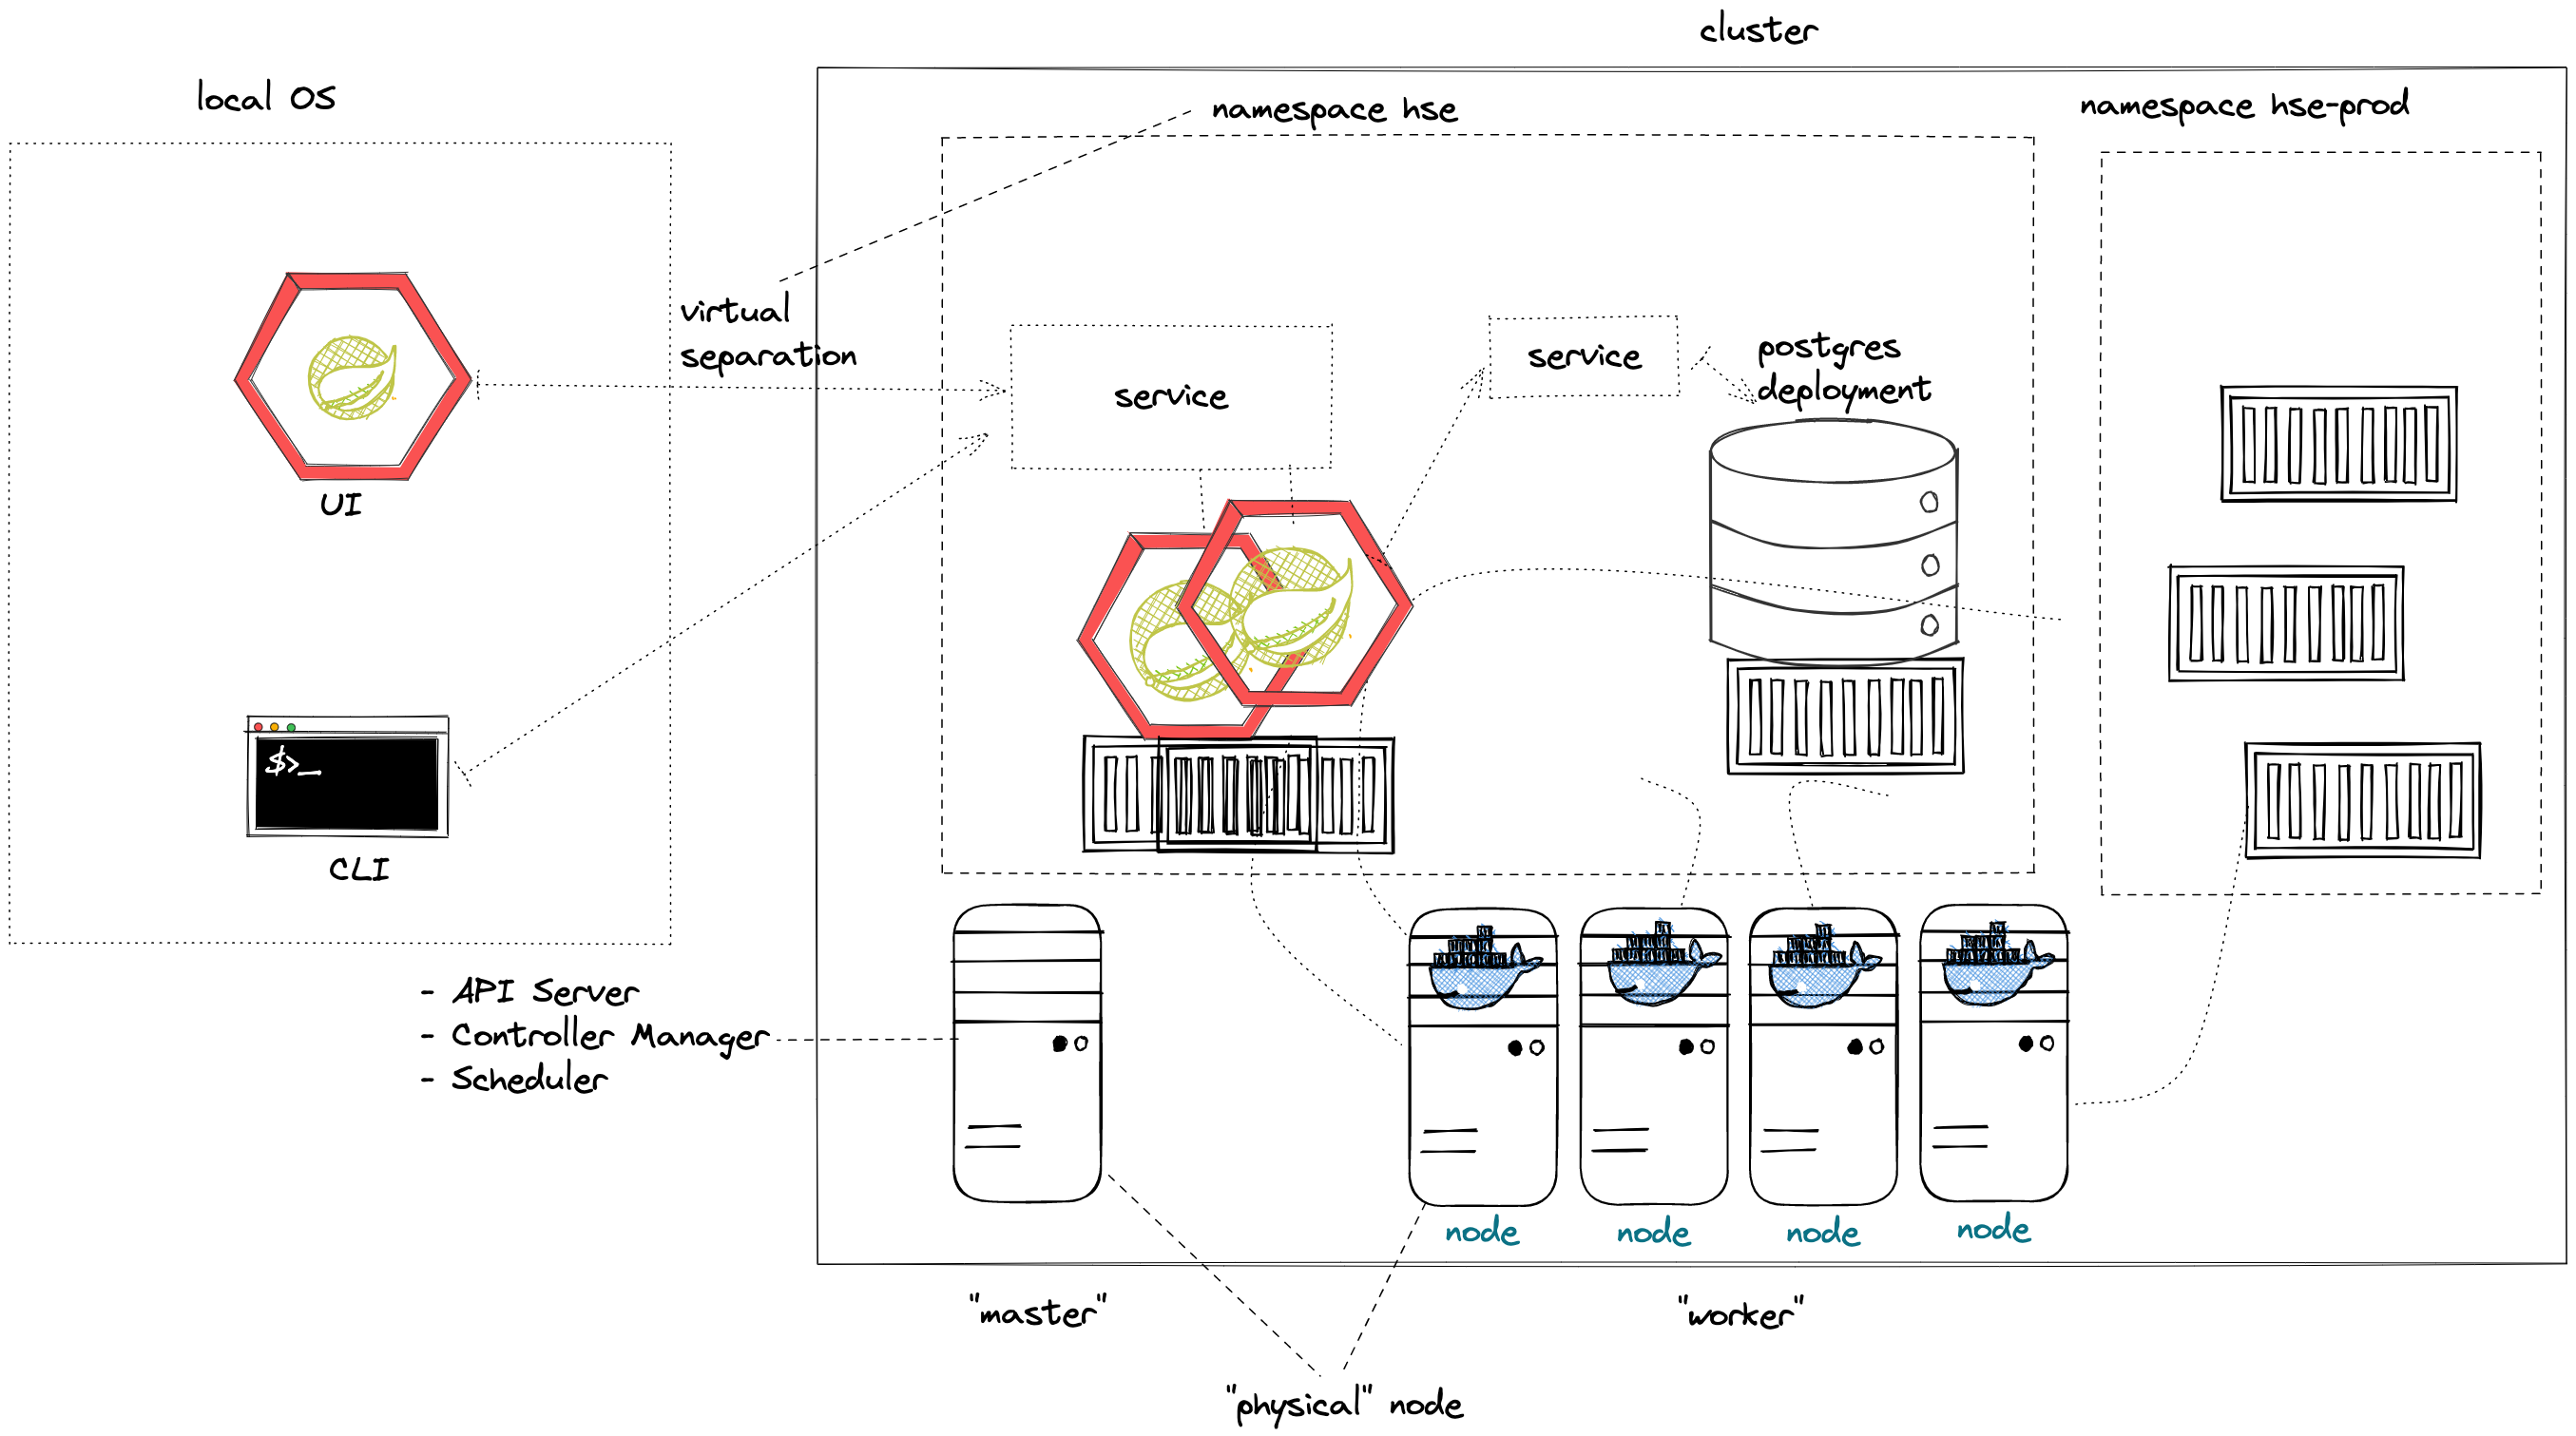 cluster
local OS
namespace hse
namespace hse-prod
virtual
separation
service
service
postgres
deployment
UI
$>_
CLI
- API Server
- Controller Manager
- Scheduler
node
node
node
node
"master"
"worker"
"physical" node